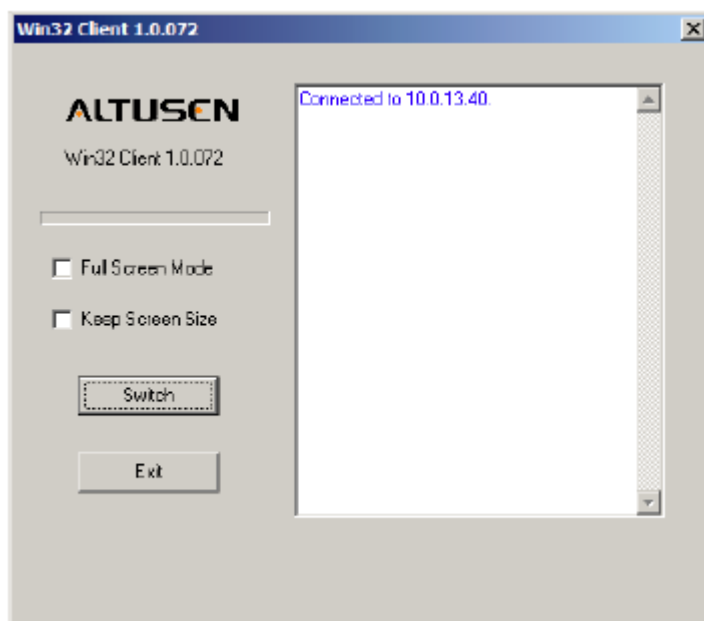 Win32 Client 1.0.072
ALTUSEN
Win32 Client 1.0.072
Full Screen Mode
Keep Screen Size
Switch
Exit
Connected to 10.0.13.40.